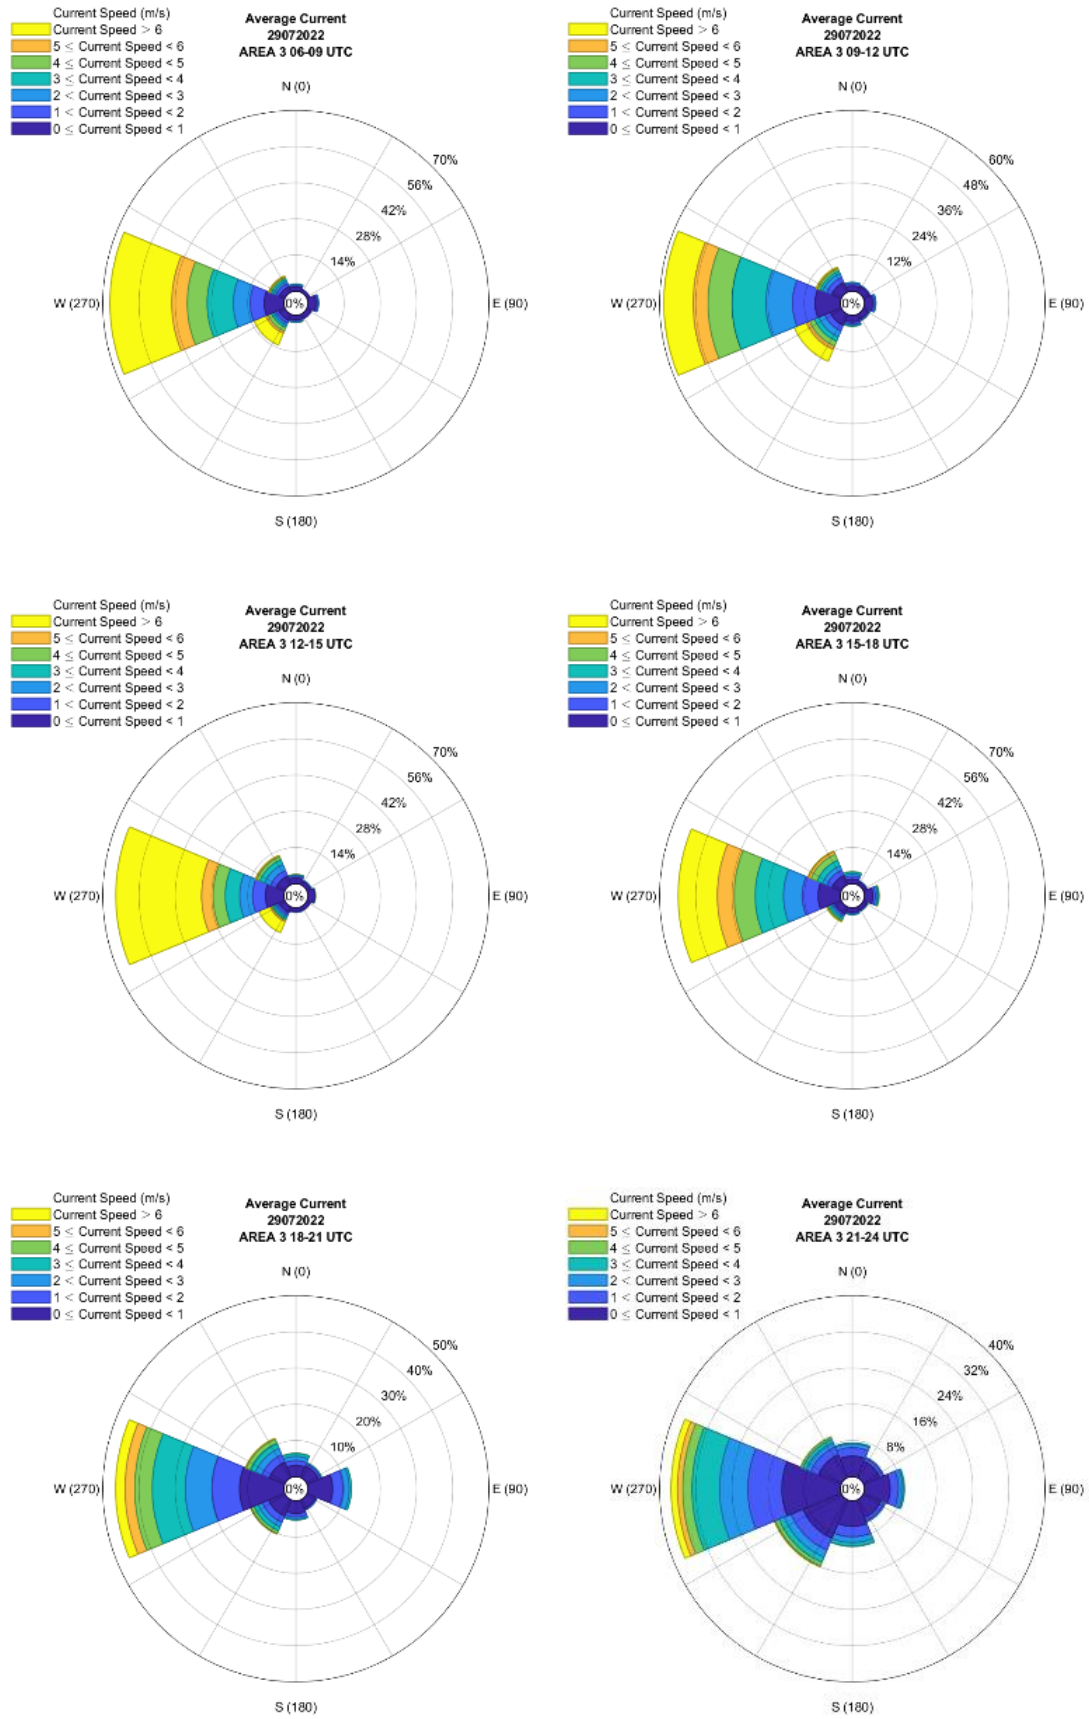 Current Speed (m/s)
Current Speed > 6
5 ≤ Current Speed < 6
4 ≤ Current Speed < 5
3 ≤ Current Speed < 4
2 < Current Speed < 3
1 < Current Speed < 2
0 ≤ Current Speed < 1
Average Current
29072022
AREA 3 06-09 UTC
N (0)
70%
56%
42%
28%
14%
0%
W (270)
E (90)
S (180)
Current Speed (m/s)
Current Speed > 6
5 ≤ Current Speed < 6
4 ≤ Current Speed < 5
3 ≤ Current Speed < 4
2 < Current Speed < 3
1 < Current Speed < 2
0 ≤ Current Speed < 1
Average Current
29072022
AREA 3 09-12 UTC
N (0)
60%
48%
36%
24%
12%
0%
W (270)
E (90)
S (180)
Current Speed (m/s)
Current Speed > 6
5 ≤ Current Speed < 6
4 ≤ Current Speed < 5
3 ≤ Current Speed < 4
2 < Current Speed < 3
1 < Current Speed < 2
0 ≤ Current Speed < 1
Average Current
29072022
AREA 3 12-15 UTC
N (0)
70%
56%
42%
28%
14%
0%
W (270)
E (90)
S (180)
Current Speed (m/s)
Current Speed > 6
5 ≤ Current Speed < 6
4 ≤ Current Speed < 5
3 ≤ Current Speed < 4
2 < Current Speed < 3
1 < Current Speed < 2
0 ≤ Current Speed < 1
Average Current
29072022
AREA 3 15-18 UTC
N (0)
70%
56%
42%
28%
14%
0%
W (270)
E (90)
S (180)
Current Speed (m/s)
Current Speed > 6
5 ≤ Current Speed < 6
4 ≤ Current Speed < 5
3 ≤ Current Speed < 4
2 < Current Speed < 3
1 < Current Speed < 2
0 ≤ Current Speed < 1
Average Current
29072022
AREA 3 18-21 UTC
N (0)
50%
40%
30%
20%
10%
0%
W (270)
E (90)
S (180)
Current Speed (m/s)
Current Speed > 6
5 ≤ Current Speed < 6
4 ≤ Current Speed < 5
3 ≤ Current Speed < 4
2 < Current Speed < 3
1 < Current Speed < 2
0 ≤ Current Speed < 1
Average Current
29072022
AREA 3 21-24 UTC
N (0)
40%
32%
24%
16%
8%
0%
W (270)
E (90)
S (180)